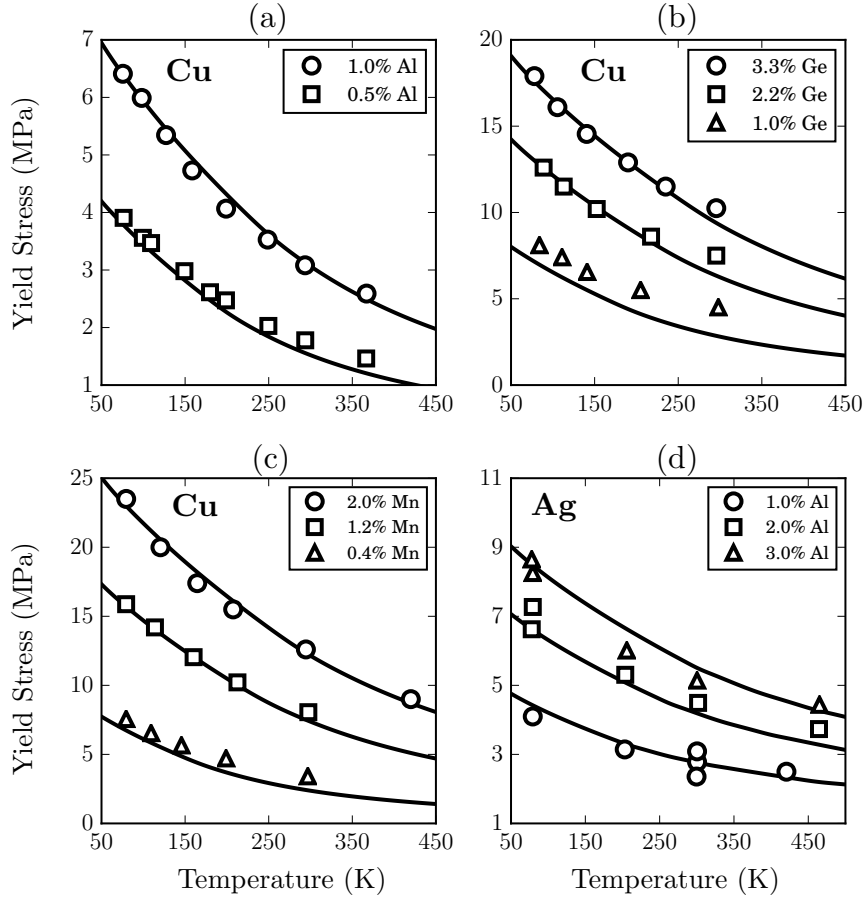 (a)
Yield Stress (MPa)
7
6
5
4
3
2
1
Cu
1.0% Al
0.5% Al
50 150 250 350 450
(b)
20
15
10
5
0
Cu
3.3% Ge
2.2% Ge
1.0% Ge
50 150 250 350 450
(c)
Yield Stress (MPa)
25
20
15
10
5
0
Cu
2.0% Mn
1.2% Mn
0.4% Mn
50 150 250 350 450
Temperature (K)
(d)
11
9
7
5
3
1
Ag
1.0% Al
2.0% Al
3.0% Al
50 150 250 350 450
Temperature (K)